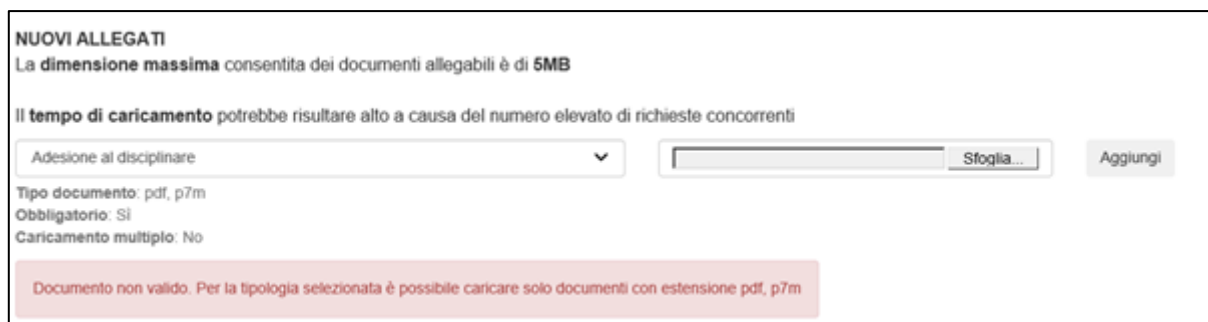 NUOVI ALLEGATI
La dimensione massima consentita dei documenti allegabili è di 5MB
Il tempo di caricamento potrebbe risultare alto a causa del numero elevato di richieste concorrenti
Adesione al disciplinare Sfoglia... Aggiungi
Tipo documento: pdf, p7m
Obbligatorio: Sì
Caricamento multiplo: No
Documento non valido. Per la tipologia selezionata è possibile caricare solo documenti con estensione pdf, p7m